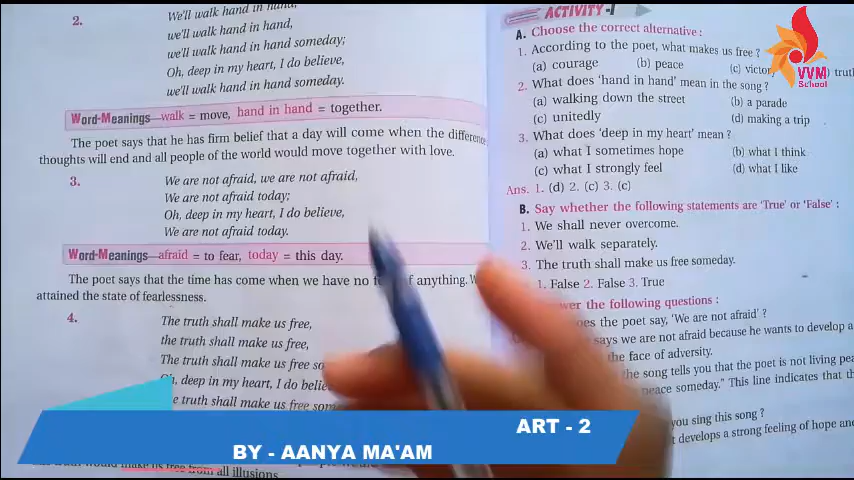 2.
We'll walk hand in hand,
we'll walk hand in hand,
we'll walk hand in hand someday;
Oh, deep in my heart, I do believe,
we'll walk hand in hand someday.
Word-Meanings—walk = move, hand in hand = together.
The poet says that he has firm belief that a day will come when the difference
thoughts will end and all people of the world would move together with love.
3.
We are not afraid, we are not afraid,
We are not afraid today;
Oh, deep in my heart, I do believe,
We are not afraid today.
Word-Meanings—afraid = to fear, today = this day.
The poet says that the time has come when we have no of anything.
attained the state of fearlessness.
4.
The truth shall make us free,
the truth shall make us free,
The truth shall make us free
deep in my heart, I do
truth shall make us free
make us free from all illusions.
ACTIVITY-I
A. Choose the correct alternative :
1. According to the poet, what makes us free ?
(a) courage (b) peace (c) victory
2. What does 'hand in hand' mean in the song ?
(a) walking down the street (b) a parade
(c) unitedly (d) making a trip
3. What does 'deep in my heart' mean ?
(a) what I sometimes hope (b) what I think
(c) what I strongly feel (d) what I like
Ans. 1. (d) 2. (c) 3. (c)
B. Say whether the following statements are 'True' or 'False' :
1. We shall never overcome.
2. We'll walk separately.
3. The truth shall make us free someday.
1. False 2. False 3. True
the following questions :
the poet say, 'We are not afraid' ?
says we are not afraid because he wants to develop a
the face of adversity.
the song tells you that the poet is not living
peace someday." This line indicates that
you sing this song ?
develops a strong feeling of hope and
VVM
School
ART - 2
BY - AANYA MA'AM